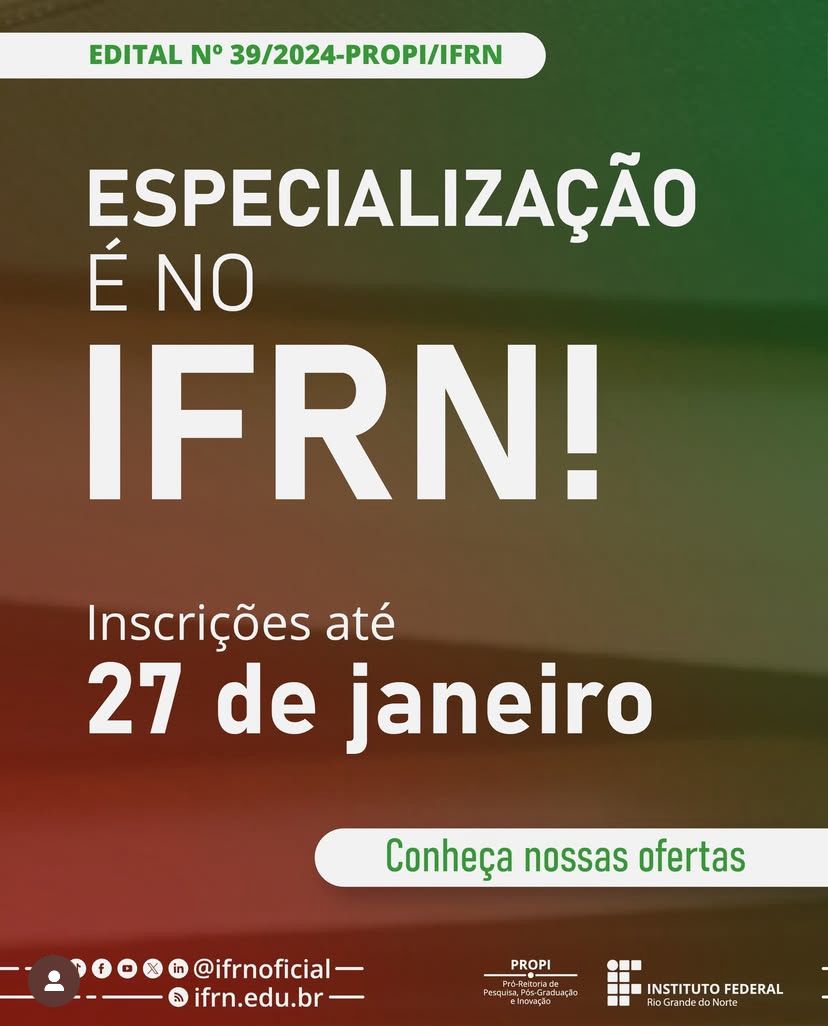 EDITAL Nº 39/2024-PROPI/IFRN
ESPECIALIZAÇÃO
É NO
IFRN!
Inscrições até
27 de janeiro
Conheça nossas ofertas
@ifrnoficial
ifrn.edu.br
PROPI
Pró-Reitoria de
Pesquisa, Pós-Graduação
e Inovação
INSTITUTO FEDERAL
Rio Grande do Norte